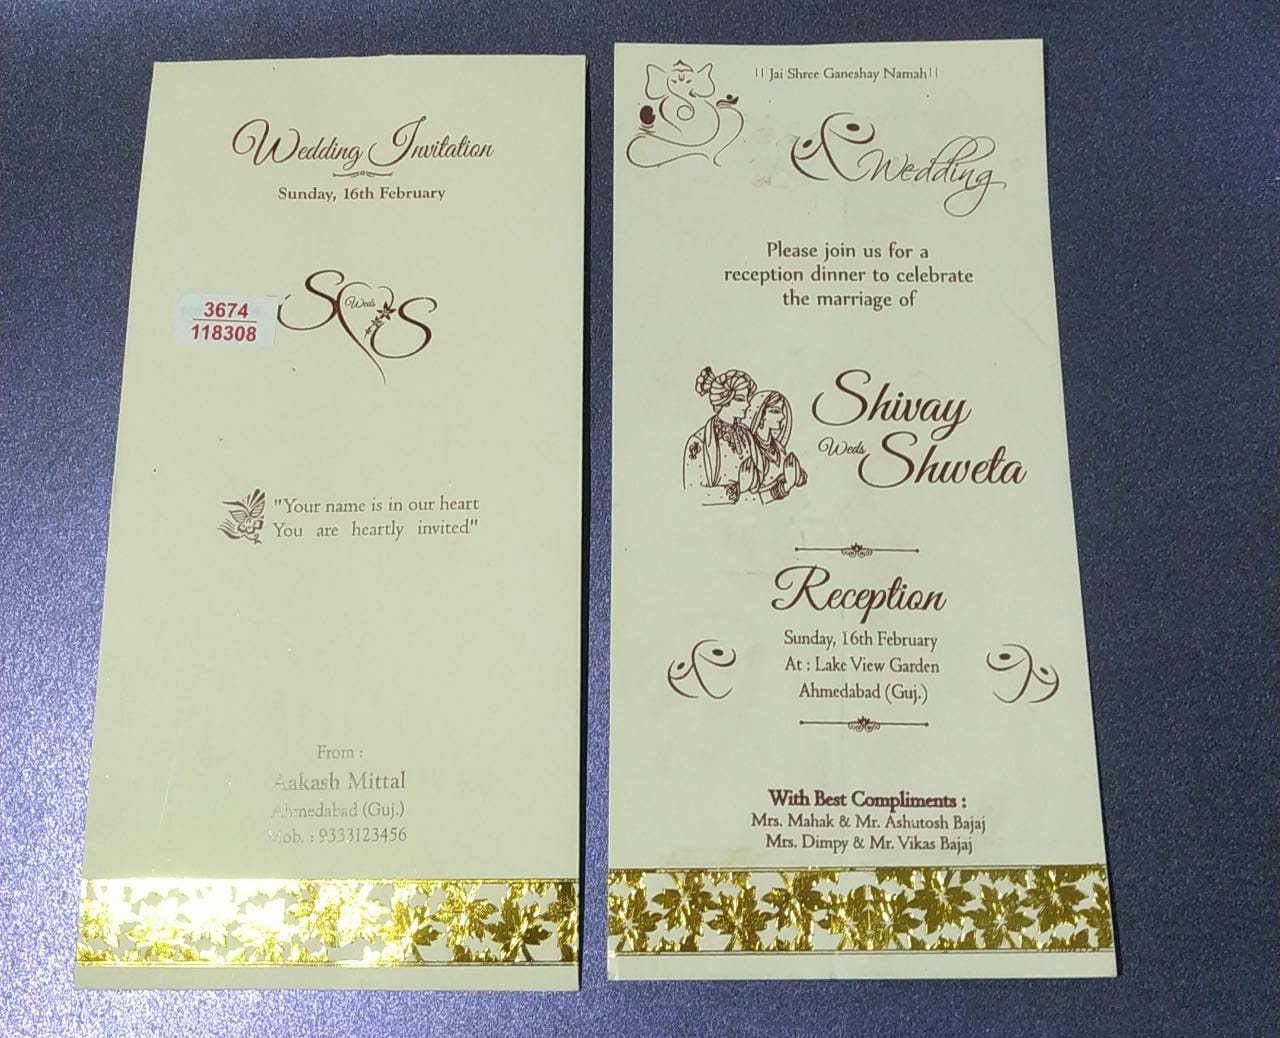 Wedding Invitation
Sunday, 16th February
S Weds S
3674
118308
"Your name is in our heart
You are heartly invited"
From :
Aakash Mittal
Ahmedabad (Guj.)
Mob. : 9333123456
|| Jai Shree Ganeshay Namah||
Wedding
Please join us for a
reception dinner to celebrate
the marriage of
Shivay
Weds
Shweta
Reception
Sunday, 16th February
At : Lake View Garden
Ahmedabad (Guj.)
With Best Compliments :
Mrs. Mahak & Mr. Ashutosh Bajaj
Mrs. Dimpy & Mr. Vikas Bajaj